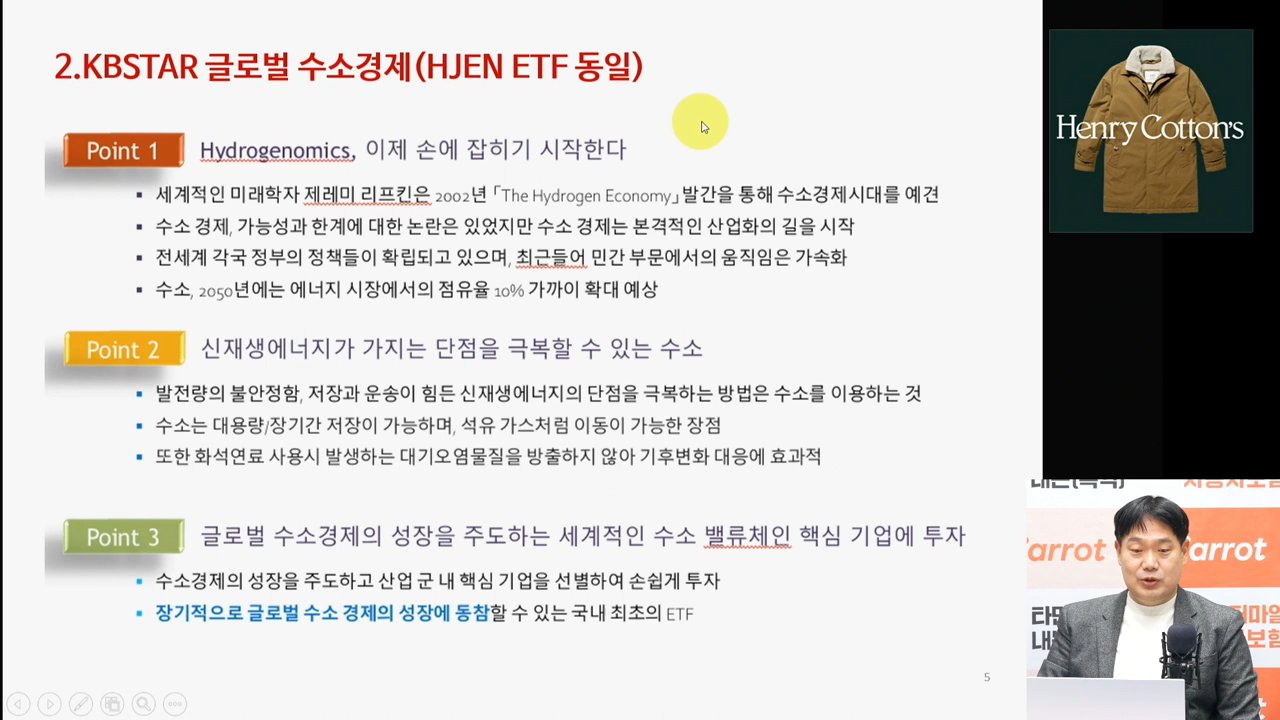 2.KBSTAR 글로벌 수소경제(HJEN ETF 동일)
Point 1
Hydrogenomics, 이제 손에 잡히기 시작한다
▪ 세계적인 미래학자 제레미 리프킨은 2002년 「The Hydrogen Economy」발간을 통해 수소경제시대를 예견
▪ 수소 경제, 가능성과 한계에 대한 논란은 있었지만 수소 경제는 본격적인 산업화의 길을 시작
▪ 전세계 각국 정부의 정책들이 확립되고 있으며, 최근들어 민간 부문에서의 움직임은 가속화
▪ 수소, 2050년에는 에너지 시장에서의 점유율 10% 가까이 확대 예상
Point 2
신재생에너지가 가지는 단점을 극복할 수 있는 수소
▪ 발전량의 불안정함, 저장과 운송이 힘든 신재생에너지의 단점을 극복하는 방법은 수소를 이용하는 것
▪ 수소는 대용량/장기간 저장이 가능하며, 석유 가스처럼 이동이 가능한 장점
▪ 또한 화석연료 사용시 발생하는 대기오염물질을 방출하지 않아 기후변화 대응에 효과적
Point 3
글로벌 수소경제의 성장을 주도하는 세계적인 수소 밸류체인 핵심 기업에 투자
▪ 수소경제의 성장을 주도하고 산업 군 내 핵심 기업을 선별하여 손쉽게 투자
▪ 장기적으로 글로벌 수소 경제의 성장에 동참할 수 있는 국내 최초의 ETF
5
Henry Cotton's
arrot
arrot
보험